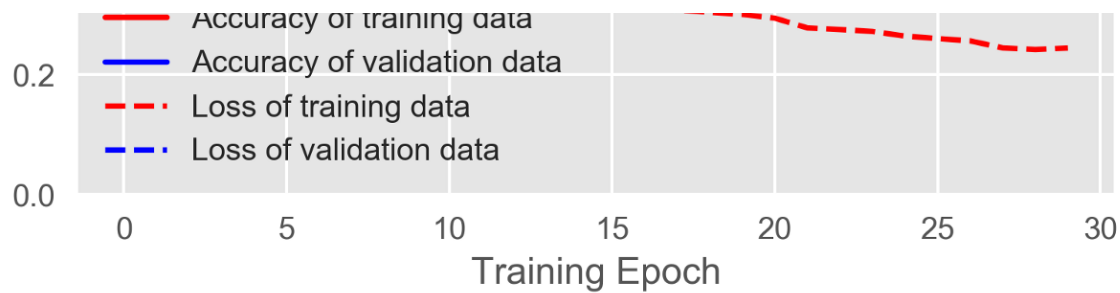 Accuracy of training data
0.2
Accuracy of validation data
Loss of training data
Loss of validation data
0.0
0 5 10 15 20 25 30
Training Epoch